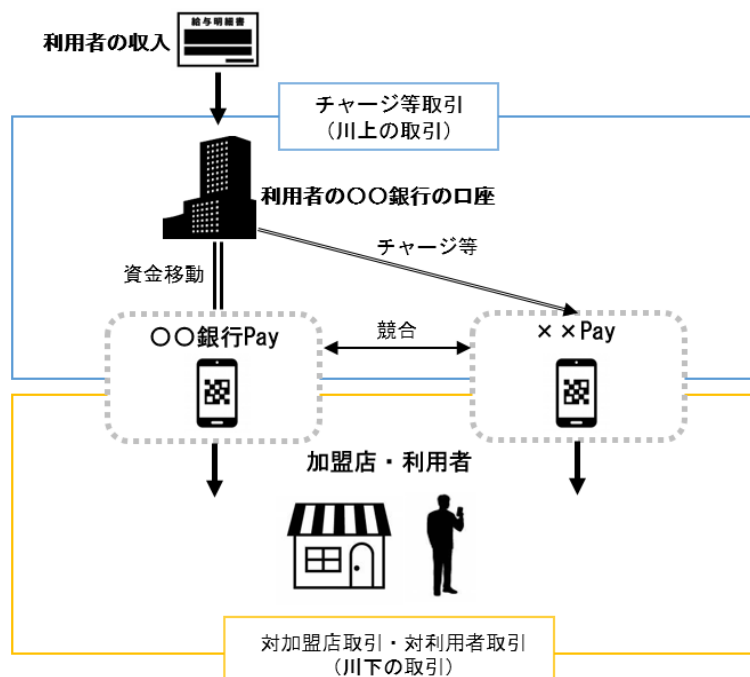 給与明細書
利用者の収入
チャージ等取引
(川上の取引)
利用者の〇〇銀行の口座
チャージ等
資金移動
〇〇銀行Pay
競合
××Pay
加盟店・利用者
対加盟店取引・対利用者取引
(川下の取引)